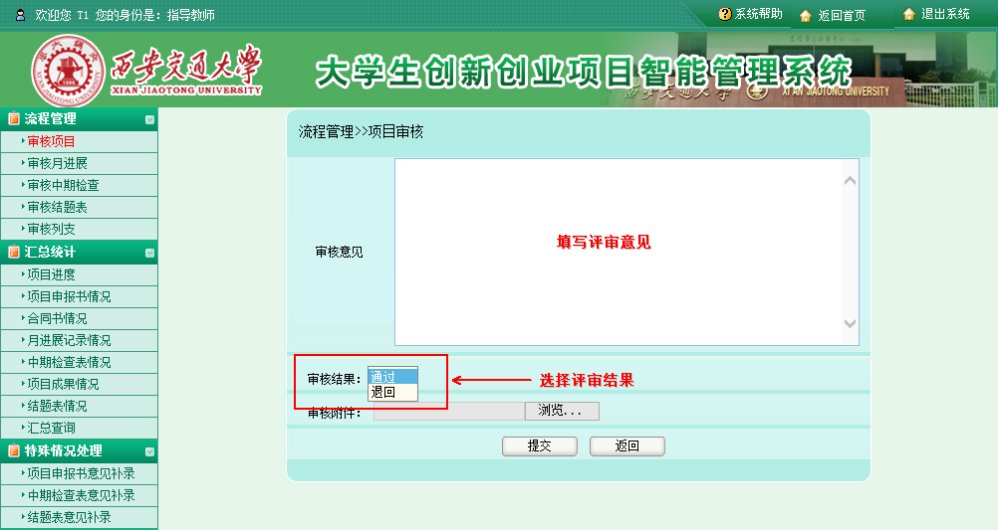 欢迎您 T1 您的身份是：指导教师
系统帮助
返回首页
退出系统
西安交通大学
XI'AN JIAOTONG UNIVERSITY
大学生创新创业项目智能管理系统
西安交通大学
XI'AN JIAOTONG UNIVERSITY
流程管理
审核项目
审核月进展
审核中期检查
审核结题表
审核列支
汇总统计
项目进度
项目申报书情况
合同书情况
月进展记录情况
中期检查表情况
项目成果情况
结题表情况
汇总查询
特殊情况处理
项目申报书意见补录
中期检查表意见补录
结题表意见补录
流程管理>>项目审核
审核意见
填写评审意见
审核结果：
通过
退回
选择评审结果
审核附件：
浏览...
提交
返回